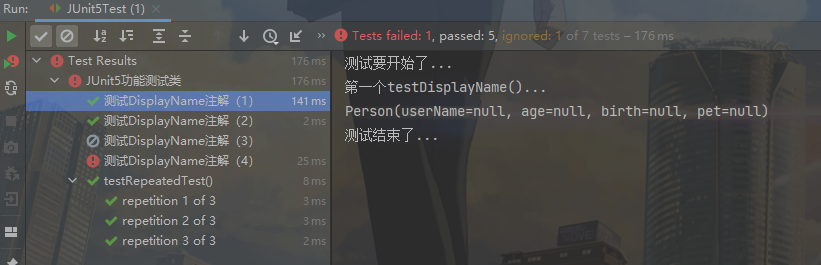 Run: JUnit5Test (1)
Tests failed: 1, passed: 5, ignored: 1 of 7 tests – 176 ms
Test Results 176 ms
JUnit5功能测试类 176 ms
测试DisplayName注解（1） 141 ms
测试DisplayName注解（2） 2 ms
测试DisplayName注解（3）
测试DisplayName注解（4） 25 ms
testRepeatedTest() 8 ms
repetition 1 of 3 3 ms
repetition 2 of 3 3 ms
repetition 3 of 3 2 ms
测试要开始了...
第一个testDisplayName()...
Person(userName=null, age=null, birth=null, pet=null)
测试结束了...